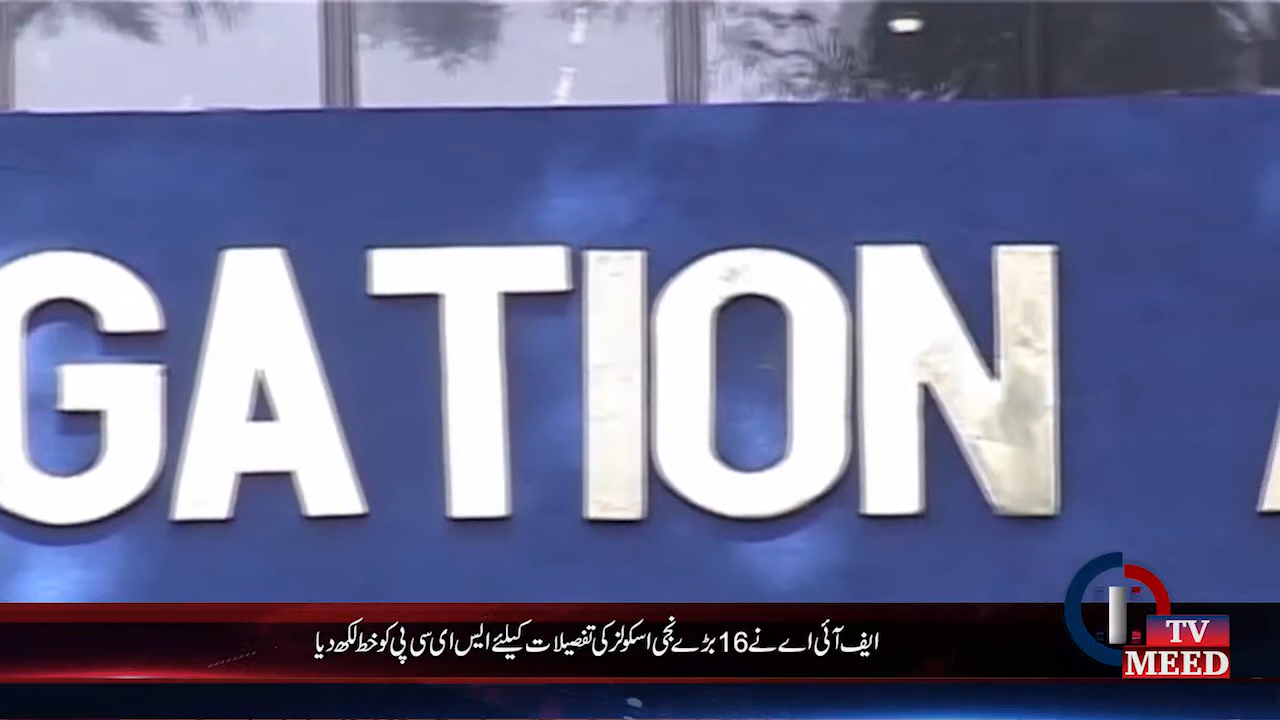 GATION
ایف آئی اے نے 16 بڑے نجی اسکولز کی تفصیلات کیلئے ایس ای سی پی کو خط لکھ دیا
TV
MEED